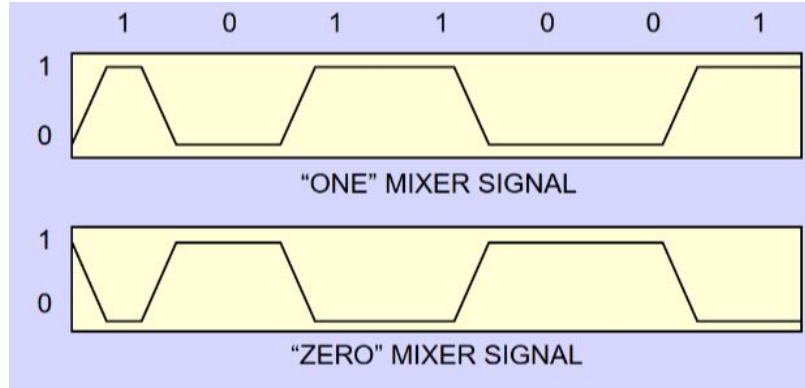 1 0 1 1 0 0 1
1
0
“ONE” MIXER SIGNAL
1
0
“ZERO” MIXER SIGNAL